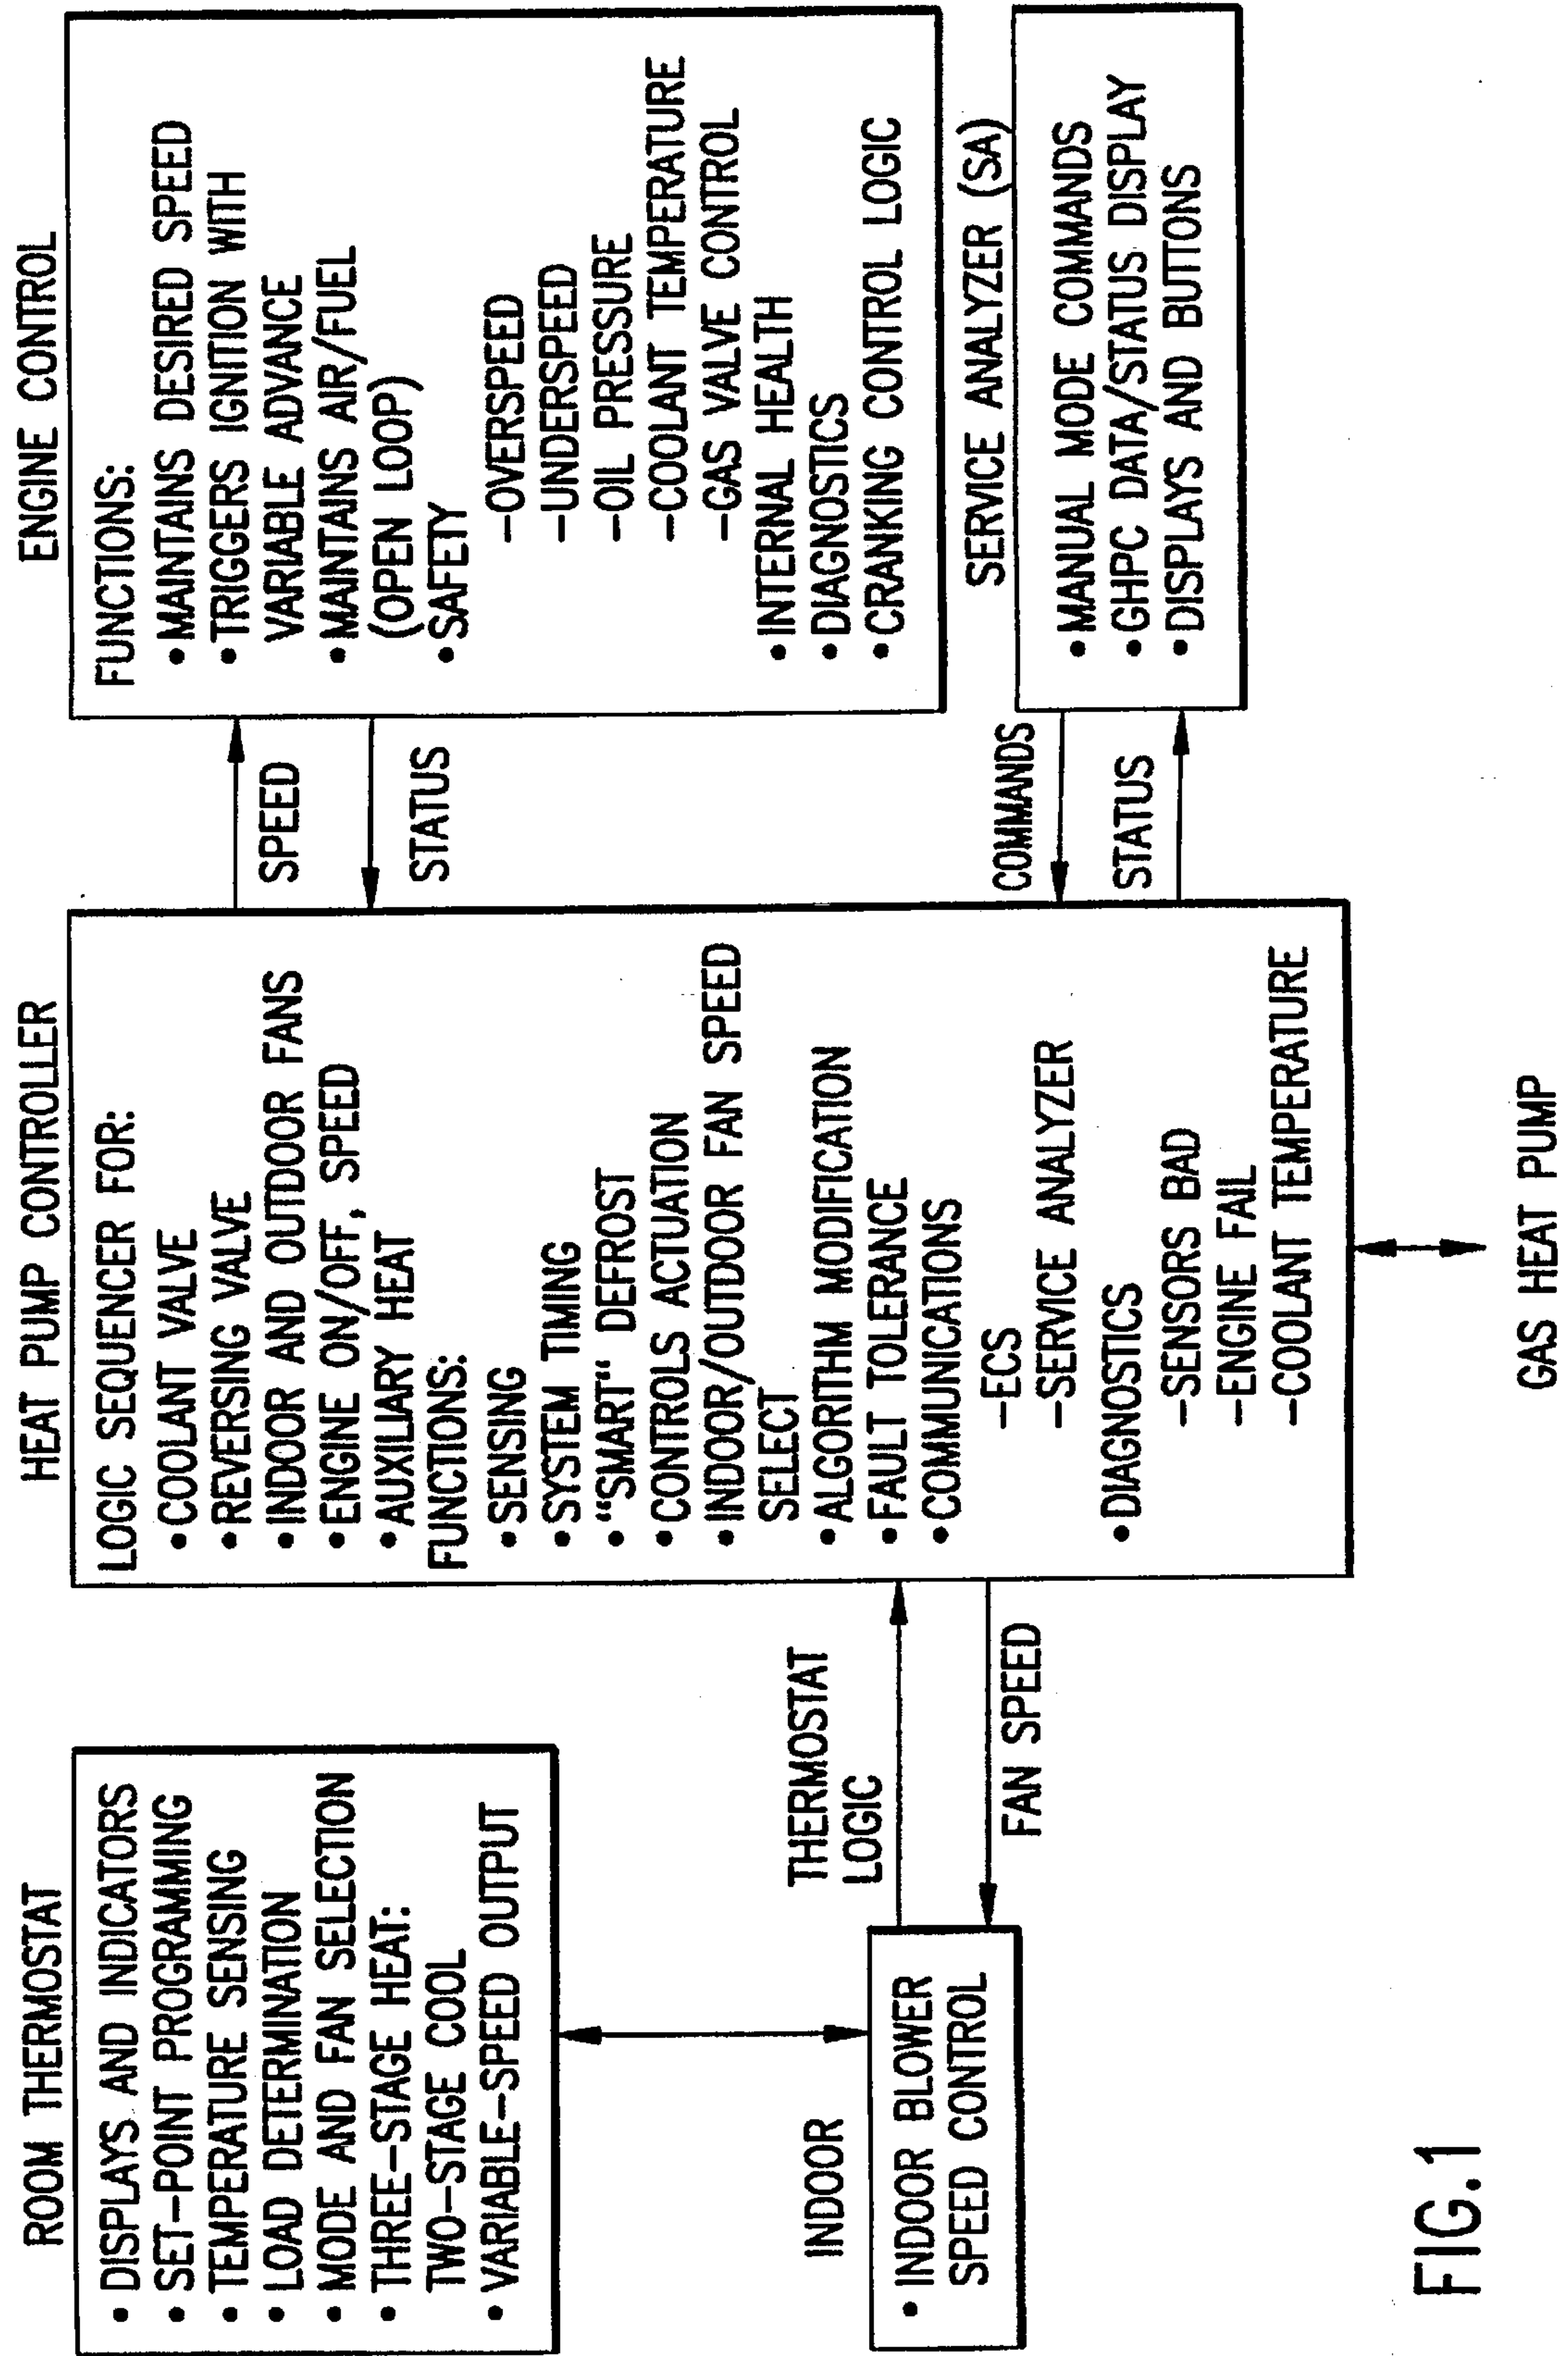 ROOM THERMOSTAT
• DISPLAYS AND INDICATORS
• SET-POINT PROGRAMING
• TEMPERATURE SENSING
• LOAD DETERMINATION
• MODE AND FAN SELECTION
• THREE-STAGE HEAT:
TWO-STAGE COOL
• VARIABLE-SPEED OUTPUT
INDOOR
• INDOOR BLOWER
SPEED CONTROL
THERMOSTAT
LOGIC
FAN SPEED
HEAT PUMP CONTROLLER
LOGIC SEQUENCER FOR:
• COOLANT VALVE
• REVERSING VALVE
• INDOOR AND OUTDOOR FANS
• ENGINE ON/OFF, SPEED
• AUXILIARY HEAT
FUNCTIONS:
• SENSING
• SYSTEM TIMING
• "SMART" DEFROST
• CONTROLS ACTUATION
• INDOOR/OUTDOOR FAN SPEED
SELECT
• ALGORITHM MODIFICATION
• FAULT TOLERANCE
• COMMUNICATIONS
-ECS
-SERVICE ANALYZER
• DIAGNOSTICS
-SENSORS BAD
-ENGINE FAIL
-COOLANT TEMPERATURE
GAS HEAT PUMP
SPEED
STATUS
COMMANDS
STATUS
ENGINE CONTROL
FUNCTIONS:
• MAINTAINS DESIRED SPEED
• TRIGGERS IGNITION WITH
VARIABLE ADVANCE
• MAINTAINS AIR/FUEL
(OPEN LOOP)
• SAFETY
-OVERSPEED
-UNDERSPEED
-OIL PRESSURE
-COOLANT TEMPERATURE
-GAS VALVE CONTROL
• INTERNAL HEALTH
• DIAGNOSTICS
• CRANKING CONTROL LOGIC
SERVICE ANALYZER (SA)
• MANUAL MODE COMMANDS
• GHPC DATA/STATUS DISPLAY
• DISPLAYS AND BUTTONS
FIG.1